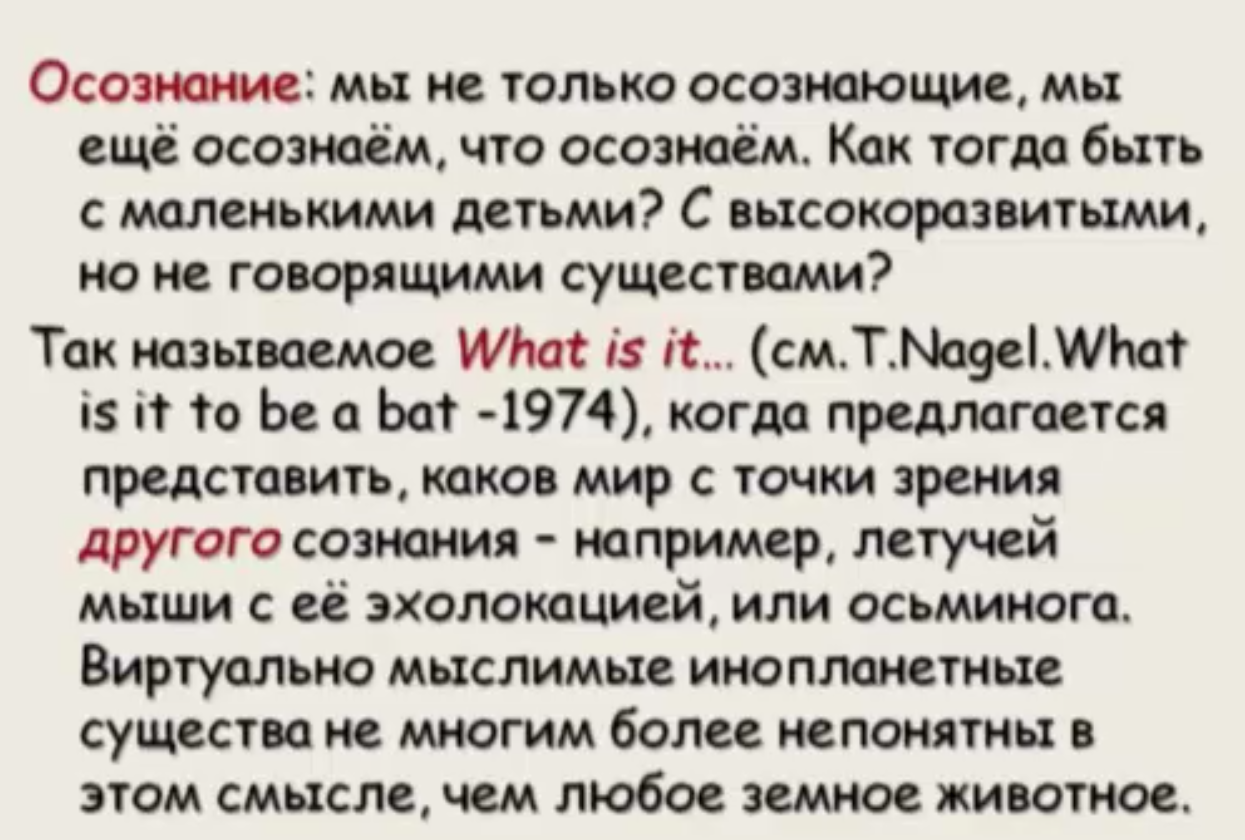 Осознание: мы не только осознающие, мы
ещё осознаём, что осознаём. Как тогда быть
с маленькими детьми? С высокоразвитыми,
но не говорящими существами?
Так называемое What is it... (см.T.Nagel.What
is it to be a bat -1974), когда предлагается
представить, каков мир с точки зрения
другого сознания – например, летучей
мыши с её эхолокацией, или осьминога.
Виртуально мыслимые инопланетные
существа не многим более непонятны в
этом смысле, чем любое земное животное.